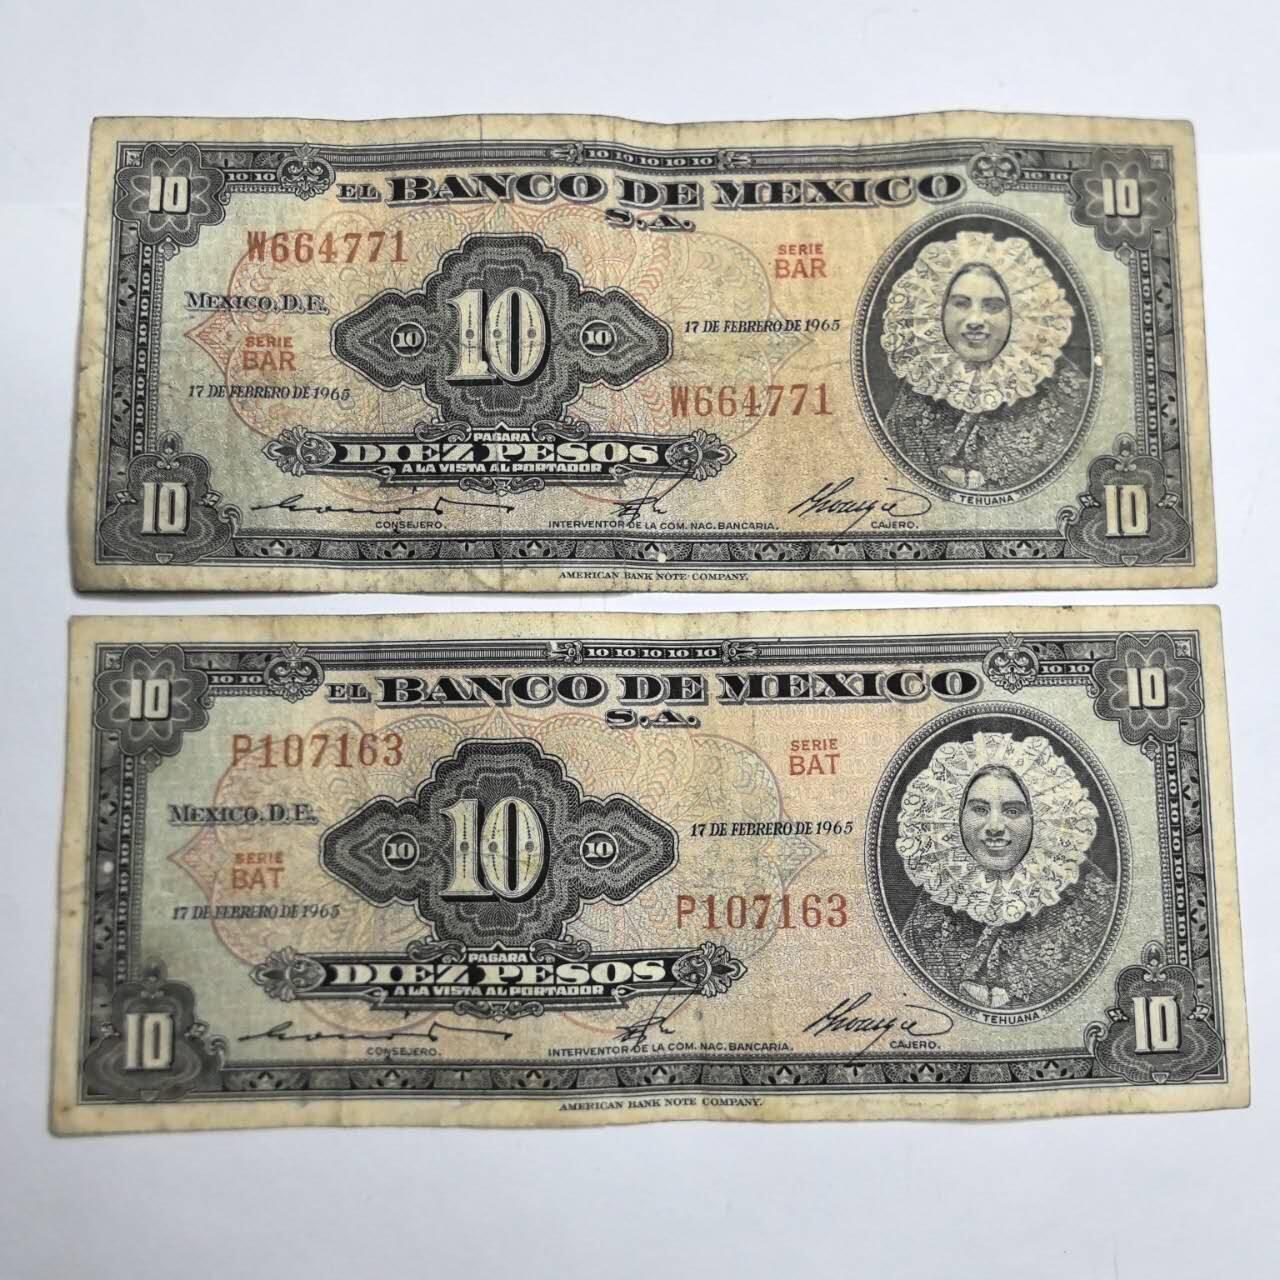 10 10 10 10 10 10
10 10 10 10 10
EL BANCO DE MEXICO
S.A.
W664771
SERIE
BAR
MEXICO, D.F.,
10 10 10
17 DE FEBRERO DE 1965
SERIE
BAR
17 DE FEBRERO DE 1965
W664771
PAGARA
DIEZ PESOS
A LA VISTA AL PORTADOR
TEHUANA
10 10
CONSEJERO.
INTERVENTOR DE LA COM. NAC. BANCARIA.
CAJERO.
AMERICAN BANK NOTE COMPANY.
10 10 10 10 10
10 10 10 10 10 10
EL BANCO DE MEXICO
S.A.
P107163
SERIE
BAT
MEXICO, D.F.,
10 10 10
17 DE FEBRERO DE 1965
SERIE
BAT
17 DE FEBRERO DE 1965
P107163
PAGARA
DIEZ PESOS
A LA VISTA AL PORTADOR
TEHUANA
10 10
CONSEJERO.
INTERVENTOR DE LA COM. NAC. BANCARIA.
CAJERO.
AMERICAN BANK NOTE COMPANY.